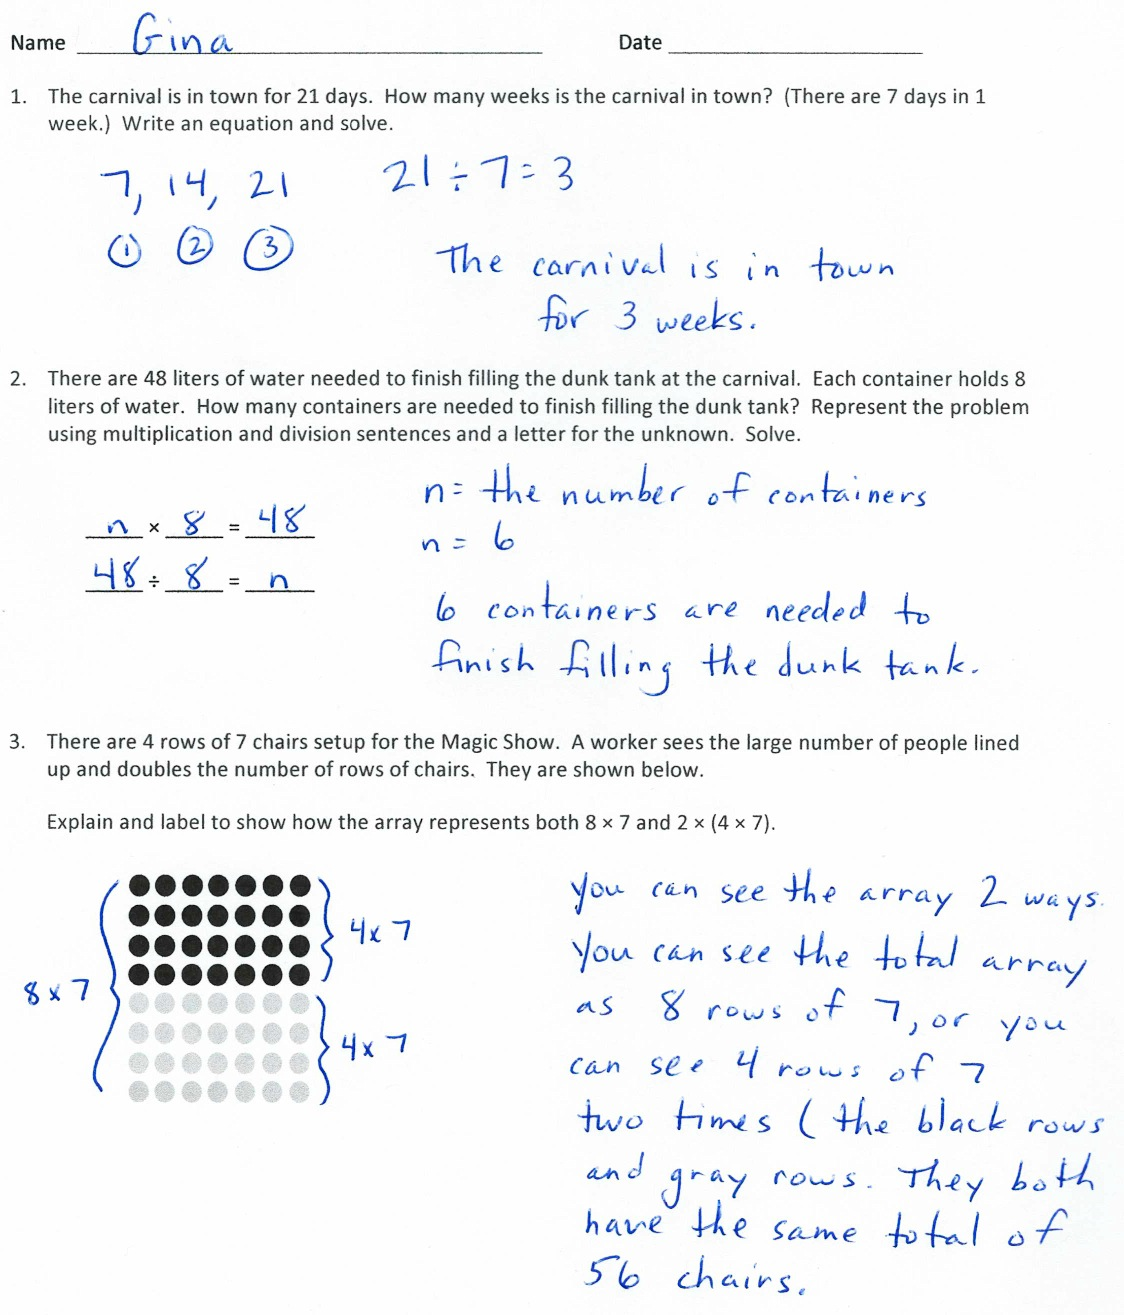 Name Gina Date
1. The carnival is in town for 21 days. How many weeks is the carnival in town? (There are 7 days in 1
week.) Write an equation and solve.
7, 14, 21 21 ÷ 7 = 3
① ② ③
The carnival is in town
for 3 weeks.
2. There are 48 liters of water needed to finish filling the dunk tank at the carnival. Each container holds 8
liters of water. How many containers are needed to finish filling the dunk tank? Represent the problem
using multiplication and division sentences and a letter for the unknown. Solve.
n = the number of containers
n × 8 = 48
n = 6
48 ÷ 8 = n
6 containers are needed to
finish filling the dunk tank.
3. There are 4 rows of 7 chairs setup for the Magic Show. A worker sees the large number of people lined
up and doubles the number of rows of chairs. They are shown below.
Explain and label to show how the array represents both 8 × 7 and 2 × (4 × 7).
8 x 7
4x 7
4x 7
you can see the array 2 ways.
You can see the total array
as 8 rows of 7, or you
can see 4 rows of 7
two times ( the black rows
and gray rows. They both
have the same total of
56 chairs.